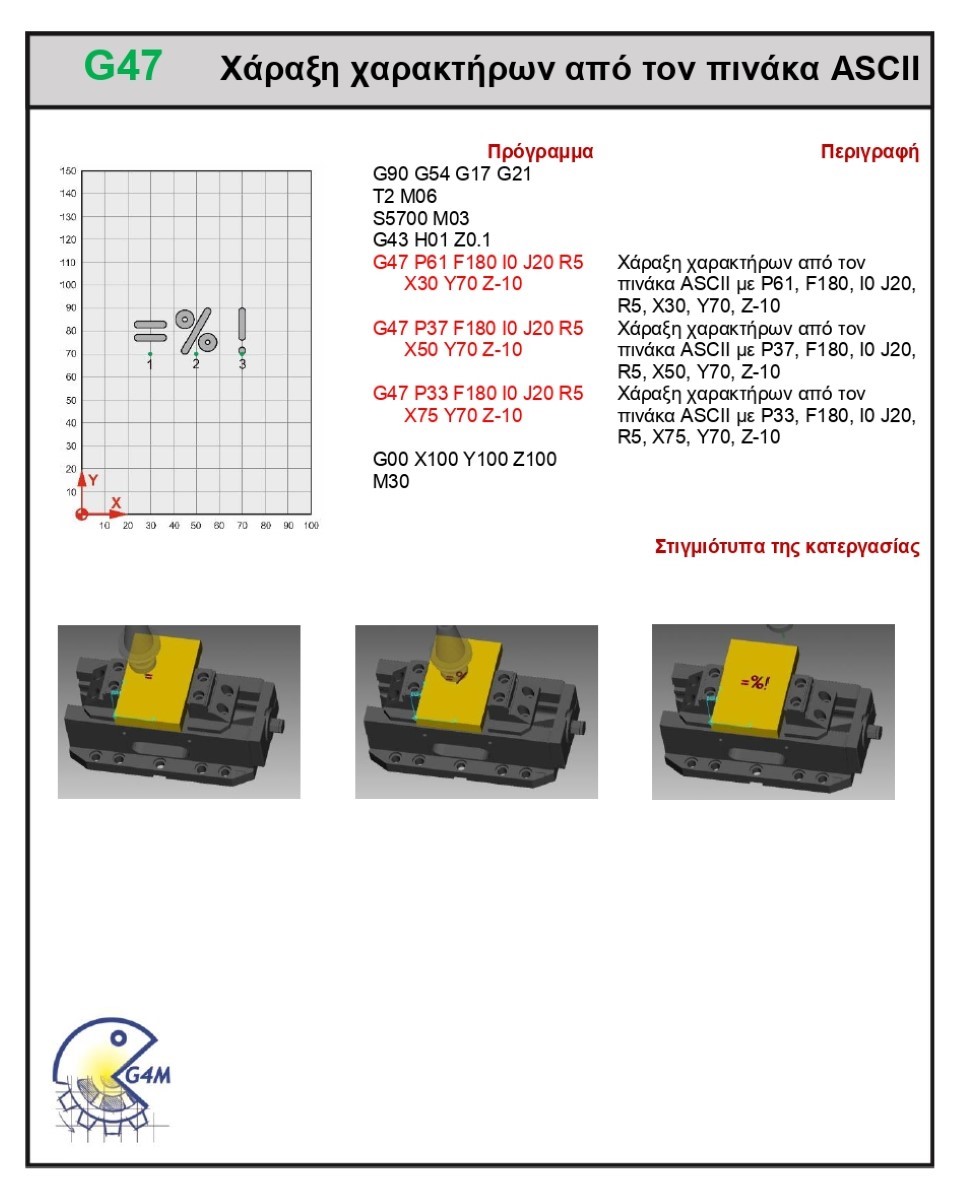 G47 Χάραξη χαρακτήρων από τον πινάκα ASCII
Πρόγραμμα Περιγραφή
G90 G54 G17 G21
T2 M06
S5700 M03
G43 H01 Z0.1
G47 P61 F180 I0 J20 R5
X30 Y70 Z-10
Χάραξη χαρακτήρων από τον
πινάκα ASCII με P61, F180, I0 J20,
R5, X30, Y70, Z-10
G47 P37 F180 I0 J20 R5
X50 Y70 Z-10
Χάραξη χαρακτήρων από τον
πινάκα ASCII με P37, F180, I0 J20,
R5, X50, Y70, Z-10
G47 P33 F180 I0 J20 R5
X75 Y70 Z-10
Χάραξη χαρακτήρων από τον
πινάκα ASCII με P33, F180, I0 J20,
R5, X75, Y70, Z-10
G00 X100 Y100 Z100
M30
150
140
130
120
110
100
90
80
70
60
50
40
30
20
10
=%!
1 2 3
Y
X
10 20 30 40 50 60 70 80 90 100
Στιγμιότυπα της κατεργασίας
=
=%
=%!
G4M